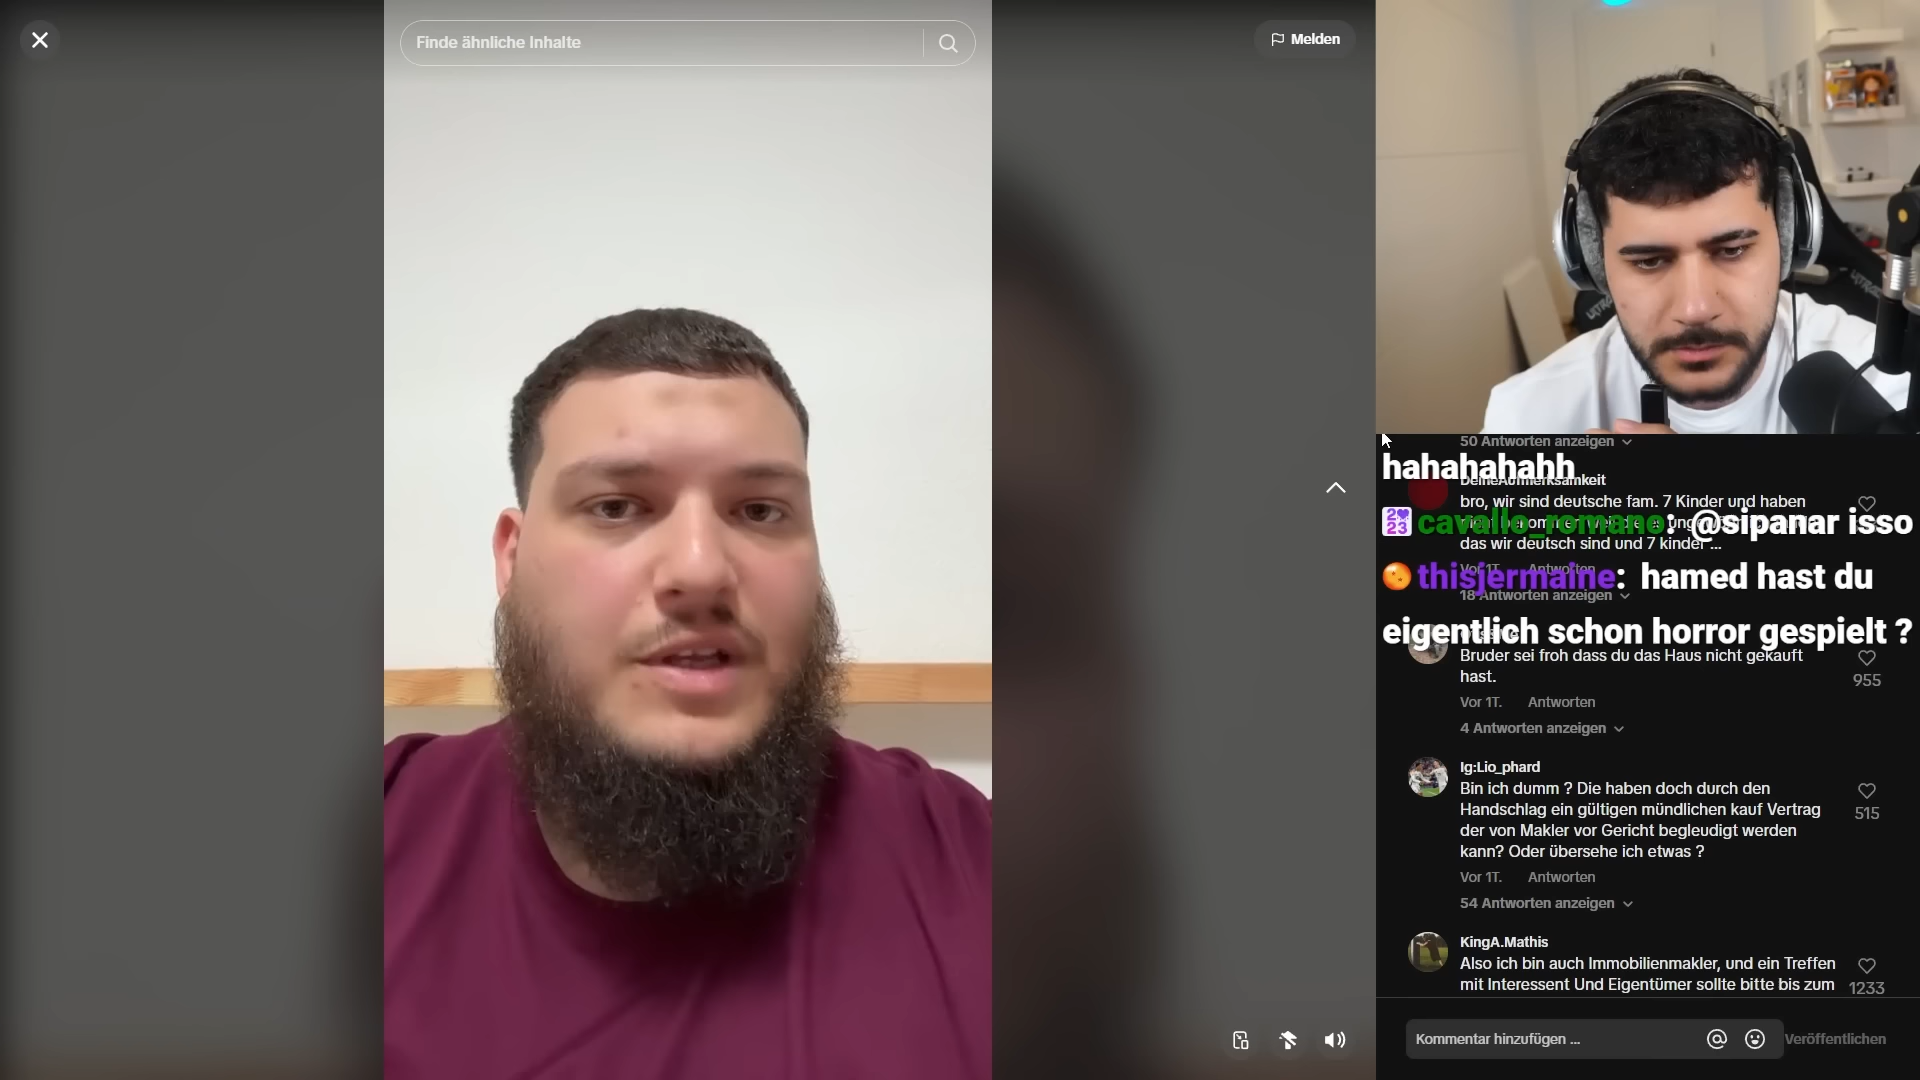 Finde ähnliche Inhalte
Melden
50 Antworten anzeigen
hahahahahh
DeineAufmerksamkeit
bro, wir sind deutsche fam. 7 Kinder und haben
cavallo_romano: @sipanar isso
das wir deutsch sind und 7 kinder ...
Vor 1T. Antworten
thisjermaine: hamed hast du
18 Antworten anzeigen
eigentlich schon horror gespielt ?
Bruder sei froh dass du das Haus nicht gekauft
hast.
955
Vor 1T. Antworten
4 Antworten anzeigen
Ig:Lio_phard
Bin ich dumm ? Die haben doch durch den
Handschlag ein gültigen mündlichen kauf Vertrag
der von Makler vor Gericht begleudigt werden
kann? Oder übersehe ich etwas ?
515
Vor 1T. Antworten
54 Antworten anzeigen
KingA.Mathis
Also ich bin auch Immobilienmakler, und ein Treffen
mit Interessent Und Eigentümer sollte bitte bis zum
1233
Kommentar hinzufügen ...
Veröffentlichen